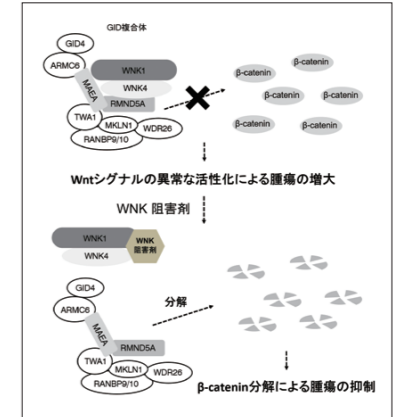 GID複合体
GID4
ARMC6
WNK1
WNK4
MAEA
RMND5A
TWA1
MKLN1
WDR26
RANBP9/10
β-catenin
β-catenin
β-catenin
β-catenin
β-catenin
β-catenin
Wntシグナルの異常な活性化による腫瘍の増大
WNK 阻害剤
WNK1
WNK4
WNK
阻害剤
GID4
ARMC6
MAEA
RMND5A
TWA1
MKLN1
WDR26
RANBP9/10
分解
β-catenin分解による腫瘍の抑制